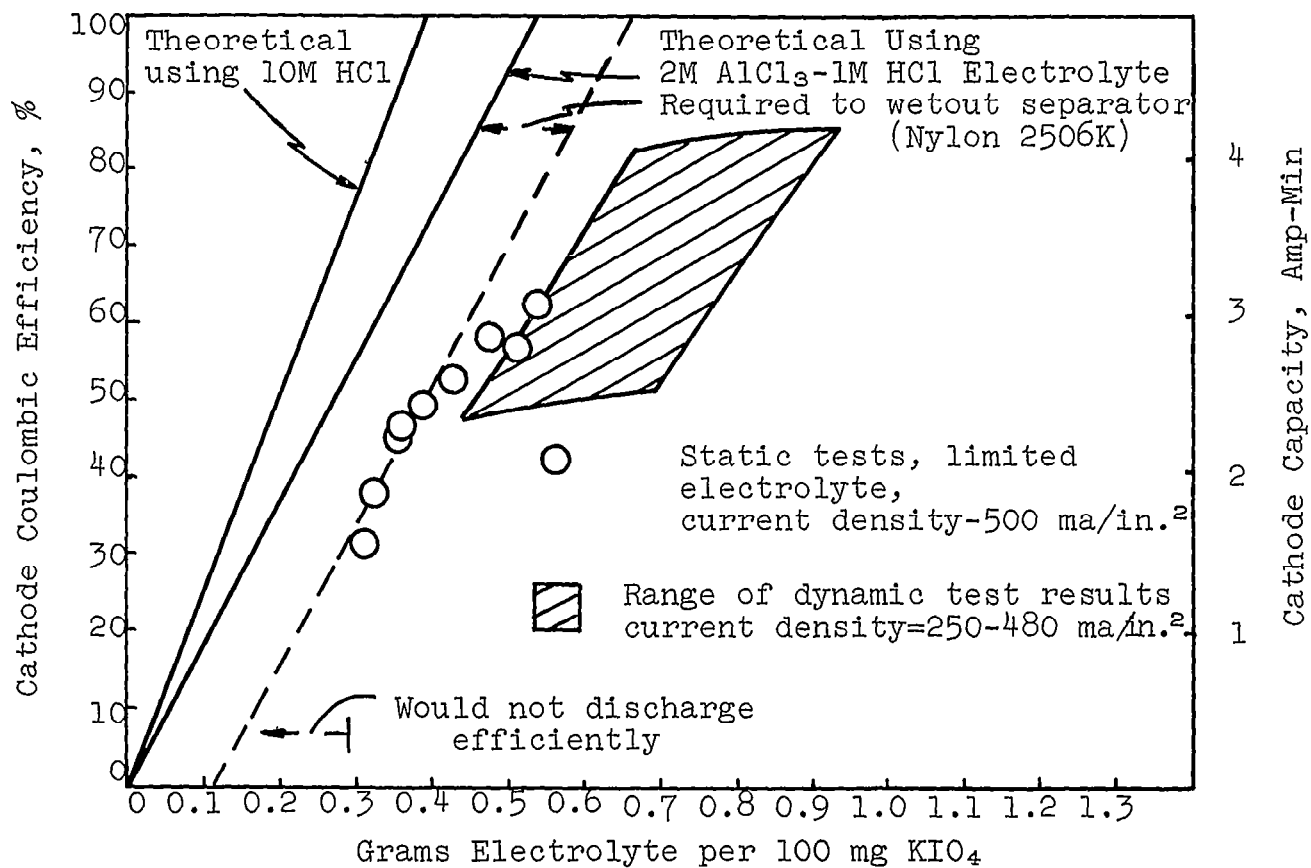 100
90
80
70
60
50
40
30
20
10
0
Cathode Coulombic Efficiency, %
Theoretical
using 10M HCl
Theoretical Using
2M AlCl₃-1M HCl Electrolyte
Required to wetout separator
(Nylon 2506K)
Static tests, limited
electrolyte,
current density-500 ma/in.²
Range of dynamic test results
current density=250-480 ma/in.²
Would not discharge
efficiently
4
3
2
1
Cathode Capacity, Amp-Min
0 0.1 0.2 0.3 0.4 0.5 0.6 0.7 0.8 0.9 1.0 1.1 1.2 1.3
Grams Electrolyte per 100 mg KIO₄